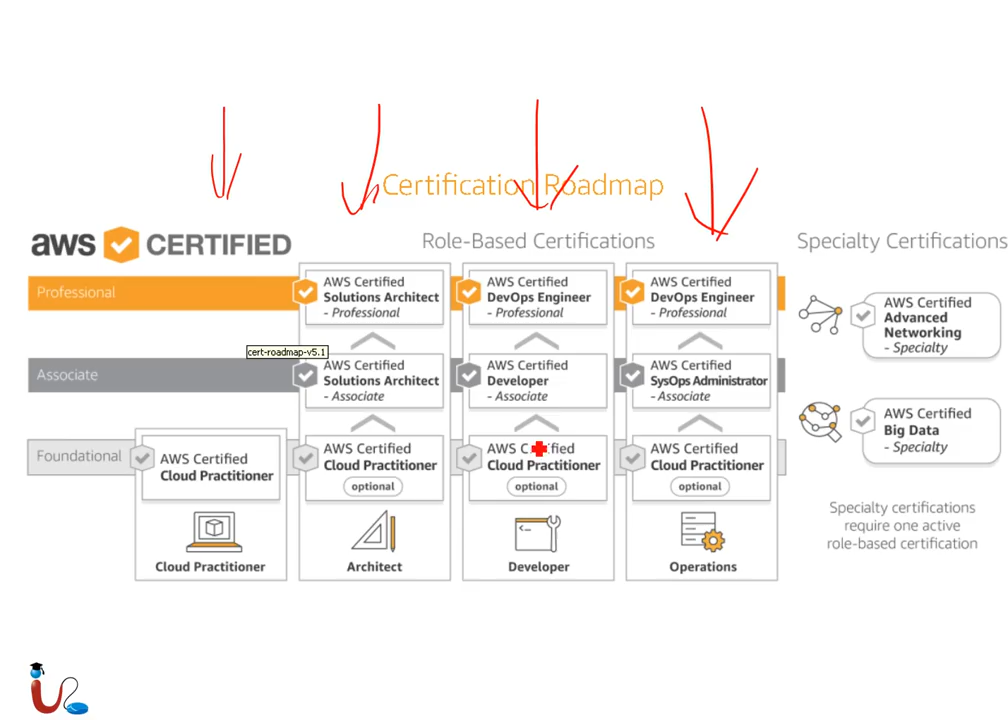 Certification Roadmap
aws CERTIFIED
Role-Based Certifications
Specialty Certifications
Professional
AWS Certified
Solutions Architect
- Professional
AWS Certified
DevOps Engineer
- Professional
AWS Certified
DevOps Engineer
- Professional
AWS Certified
Advanced
Networking
- Specialty
cert-roadmap-v5.1
Associate
AWS Certified
Solutions Architect
- Associate
AWS Certified
Developer
- Associate
AWS Certified
SysOps Administrator
- Associate
AWS Certified
Big Data
- Specialty
Foundational
AWS Certified
Cloud Practitioner
AWS Certified
Cloud Practitioner
optional
AWS Certified
Cloud Practitioner
optional
AWS Certified
Cloud Practitioner
optional
Specialty certifications
require one active
role-based certification
Cloud Practitioner
Architect
Developer
Operations